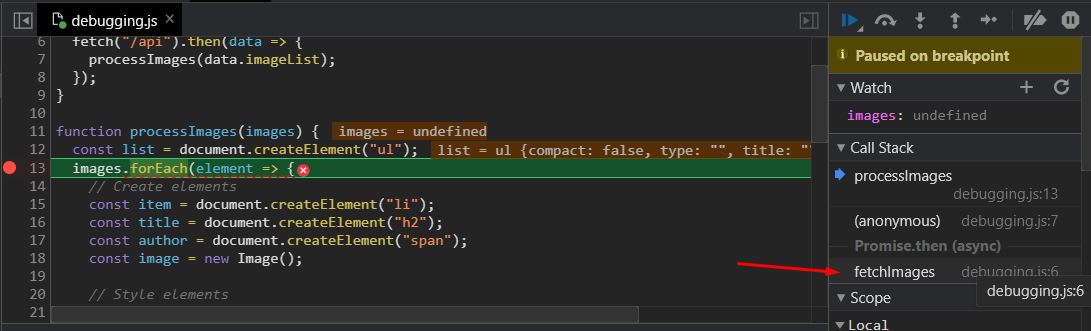 debugging.js
6 fetch("/api").then(data => {
7 processImages(data.imageList);
8 });
9 }
10
11 function processImages(images) { images = undefined
12 const list = document.createElement("ul"); list = ul {compact: false, type: "", title: "
13 images.forEach(element => {
14 // Create elements
15 const item = document.createElement("li");
16 const title = document.createElement("h2");
17 const author = document.createElement("span");
18 const image = new Image();
19
20 // Style elements
21
Paused on breakpoint
Watch
images: undefined
Call Stack
processImages
debugging.js:13
(anonymous) debugging.js:7
Promise.then (async)
fetchImages debugging.js:6
debugging.js:6
Scope
Local